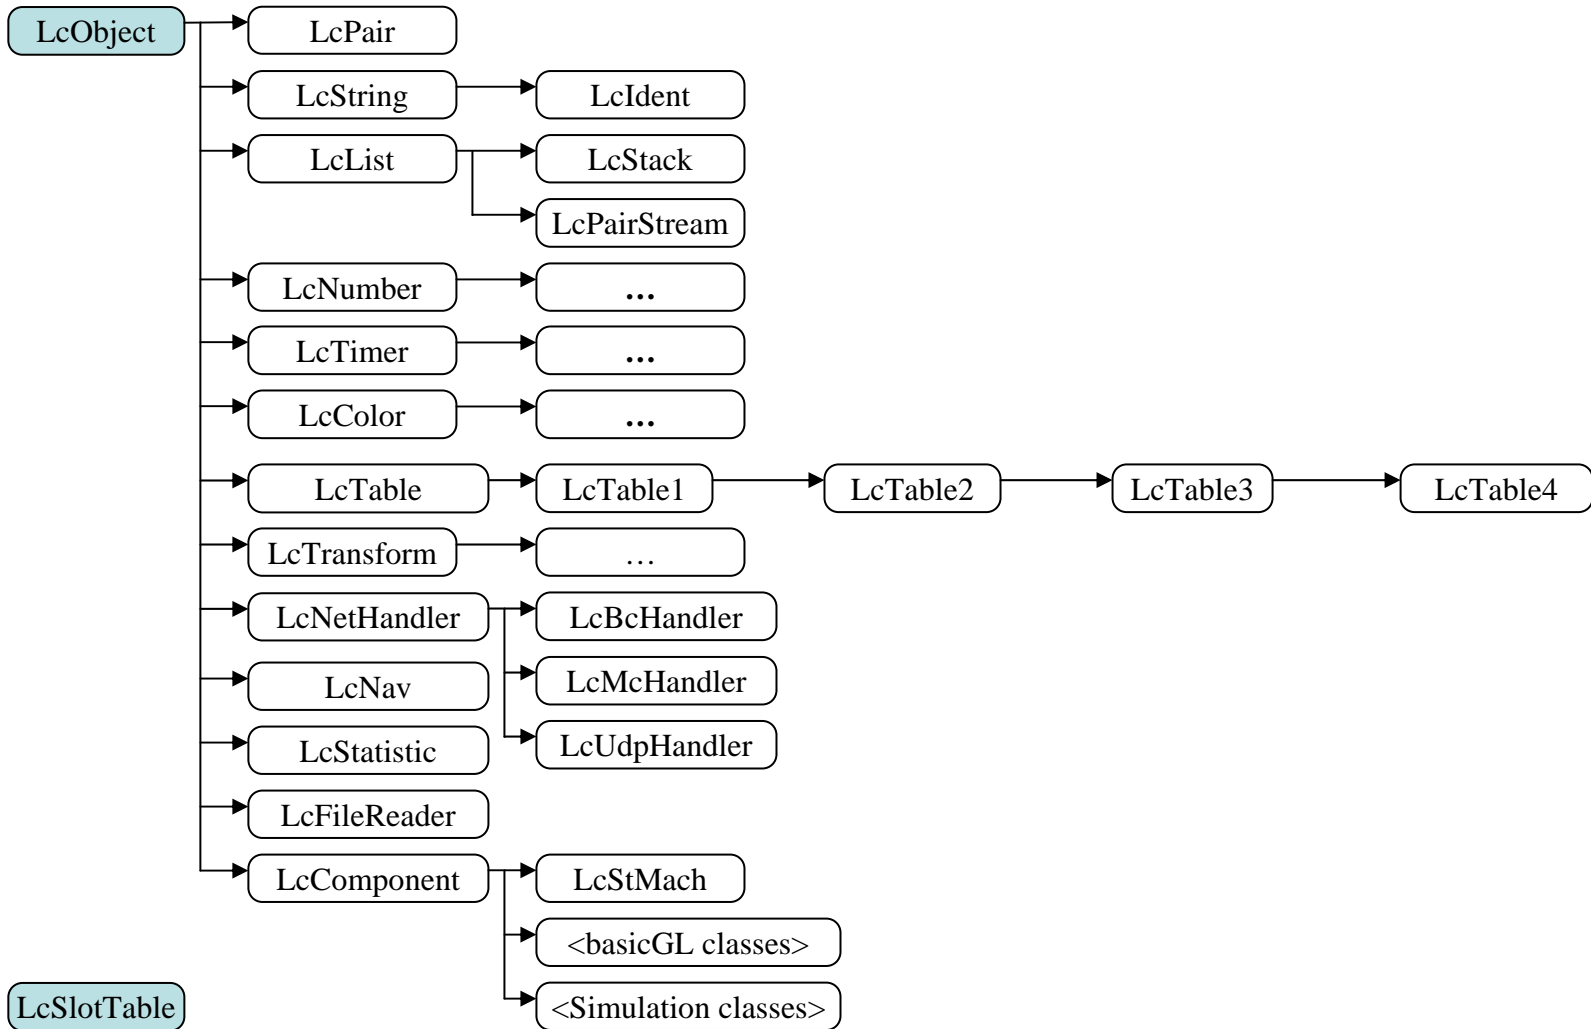 LcObject
LcPair
LcString
LcIdent
LcList
LcStack
LcPairStream
LcNumber
...
LcTimer
...
LcColor
...
LcTable
LcTable1
LcTable2
LcTable3
LcTable4
LcTransform
…
LcNetHandler
LcBcHandler
LcMcHandler
LcNav
LcUdpHandler
LcStatistic
LcFileReader
LcComponent
LcStMach
<basicGL classes>
LcSlotTable
<Simulation classes>